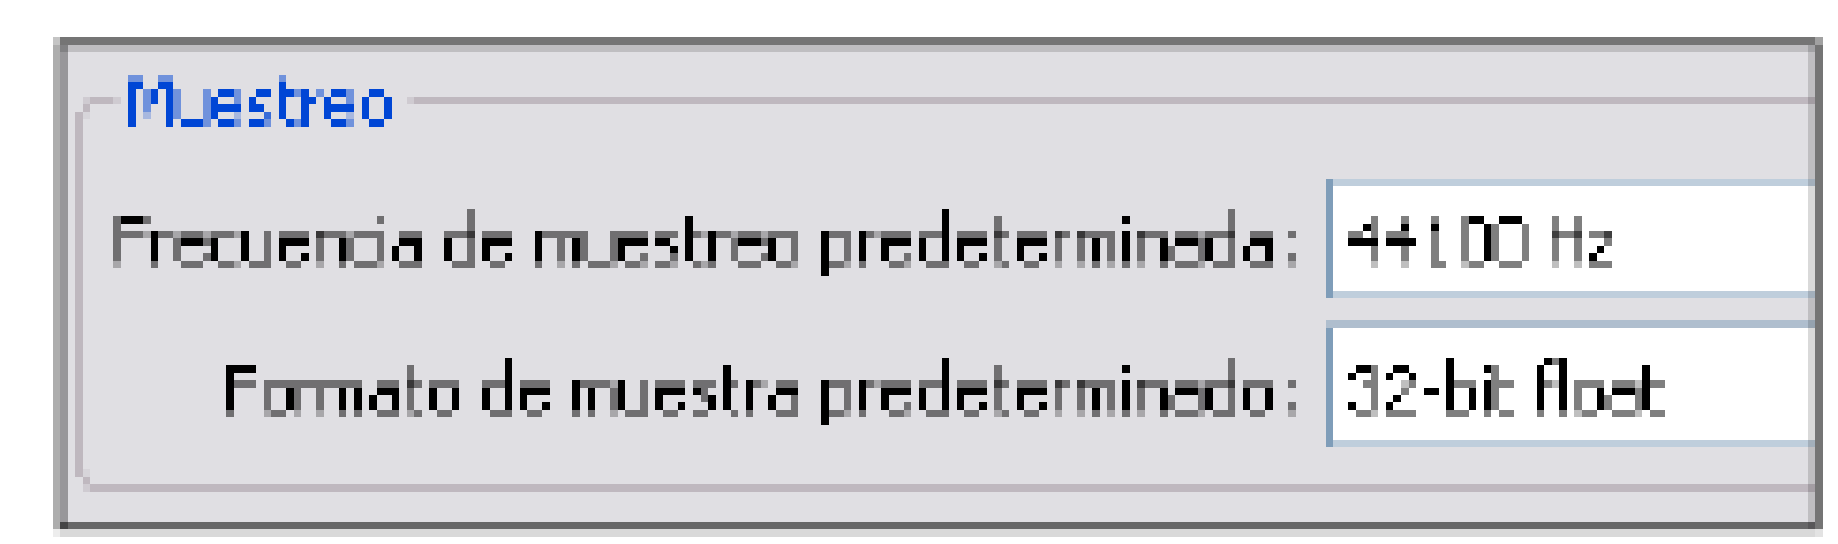 Muestreo
Frecuencia de muestreo predeterminada: 44100 Hz
Formato de muestra predeterminado: 32-bit float